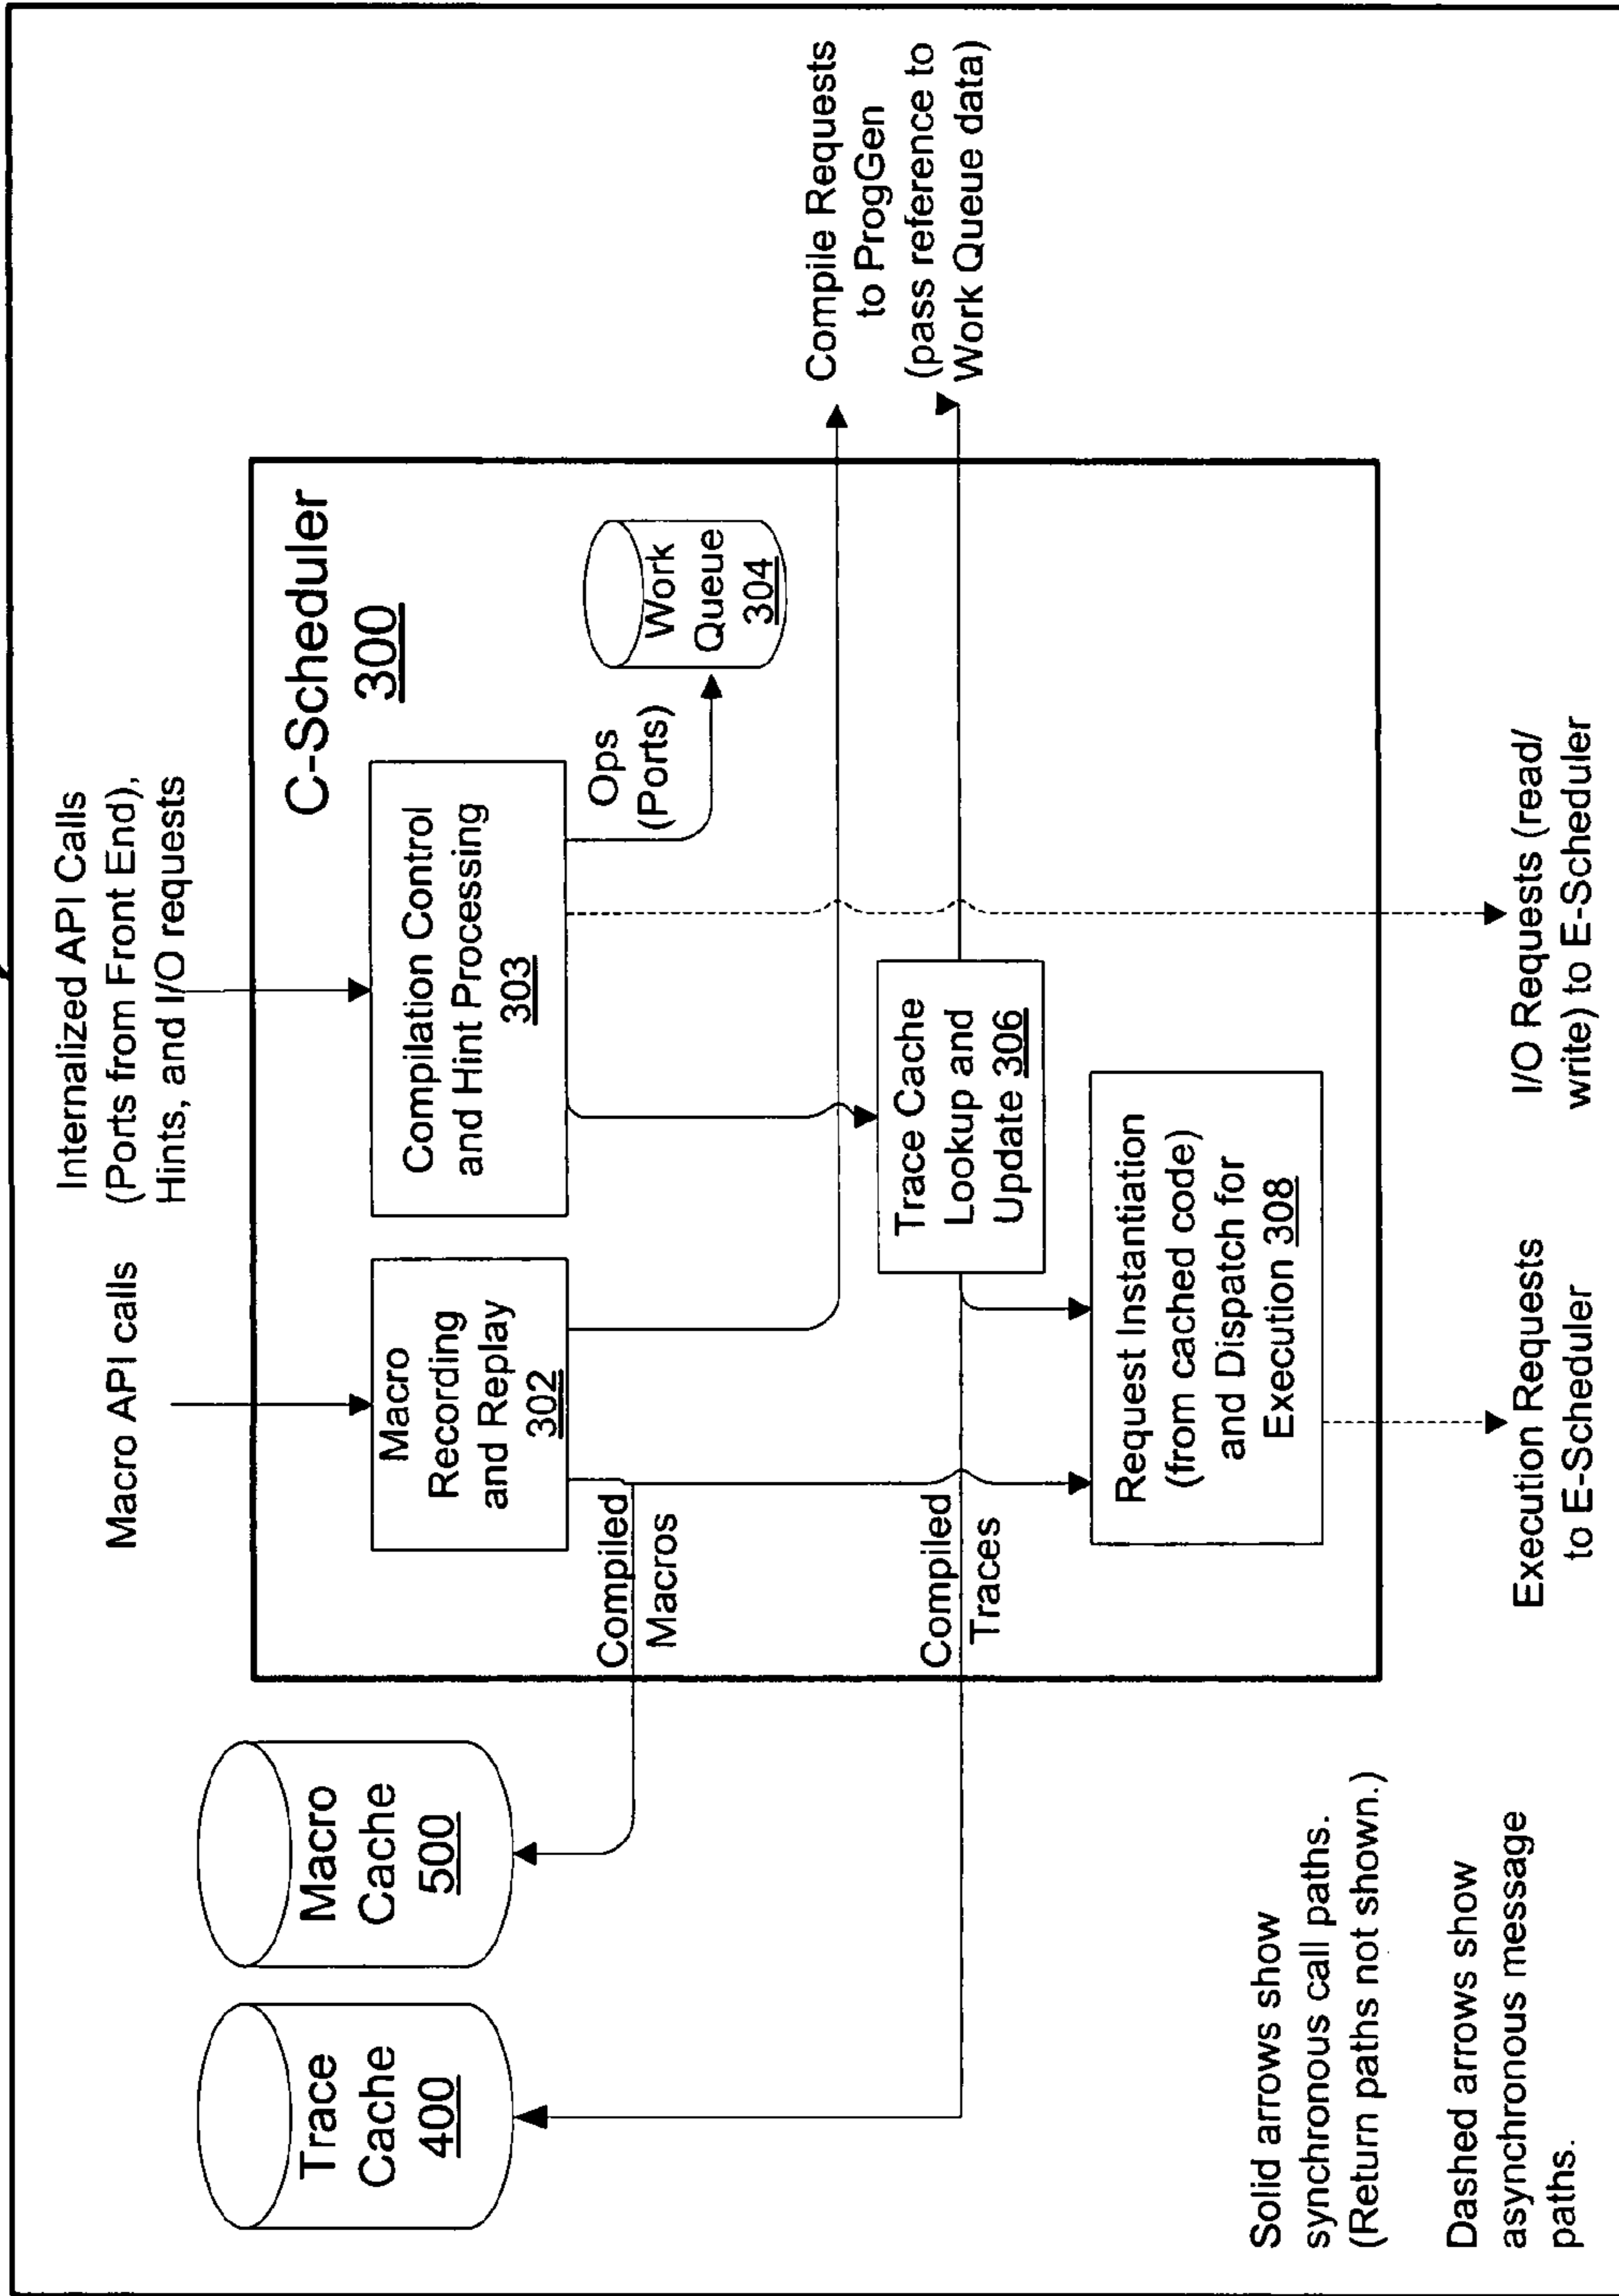 Macro API calls
Internalized API Calls
(Ports from Front End),
Hints, and I/O requests
Trace
Cache
400
Macro
Cache
500
C-Scheduler
300
Macro
Recording
and Replay
302
Compilation Control
and Hint Processing
303
Ops
(Ports)
Work
Queue
304
Compiled
Macros
Compile Requests
to ProgGen
(pass reference to
Work Queue data)
Trace Cache
Lookup and
Update 306
Compiled
Traces
Request Instantiation
(from cached code)
and Dispatch for
Execution 308
Execution Requests
to E-Scheduler
I/O Requests (read/
write) to E-Scheduler
Solid arrows show
synchronous call paths.
(Return paths not shown.)
Dashed arrows show
asynchronous message
paths.